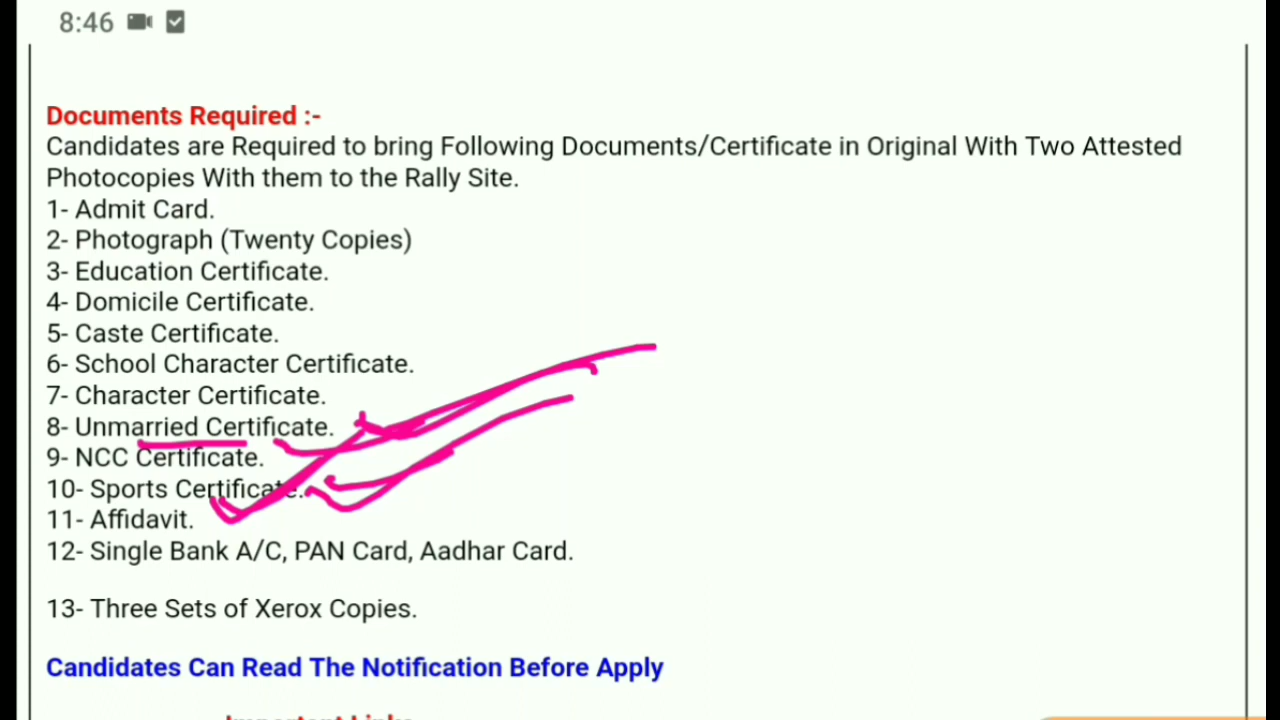 8:46
Documents Required :-
Candidates are Required to bring Following Documents/Certificate in Original With Two Attested
Photocopies With them to the Rally Site.
1- Admit Card.
2- Photograph (Twenty Copies)
3- Education Certificate.
4- Domicile Certificate.
5- Caste Certificate.
6- School Character Certificate.
7- Character Certificate.
8- Unmarried Certificate.
9- NCC Certificate.
10- Sports Certificate.
11- Affidavit.
12- Single Bank A/C, PAN Card, Aadhar Card.
13- Three Sets of Xerox Copies.
Candidates Can Read The Notification Before Apply
Important Links